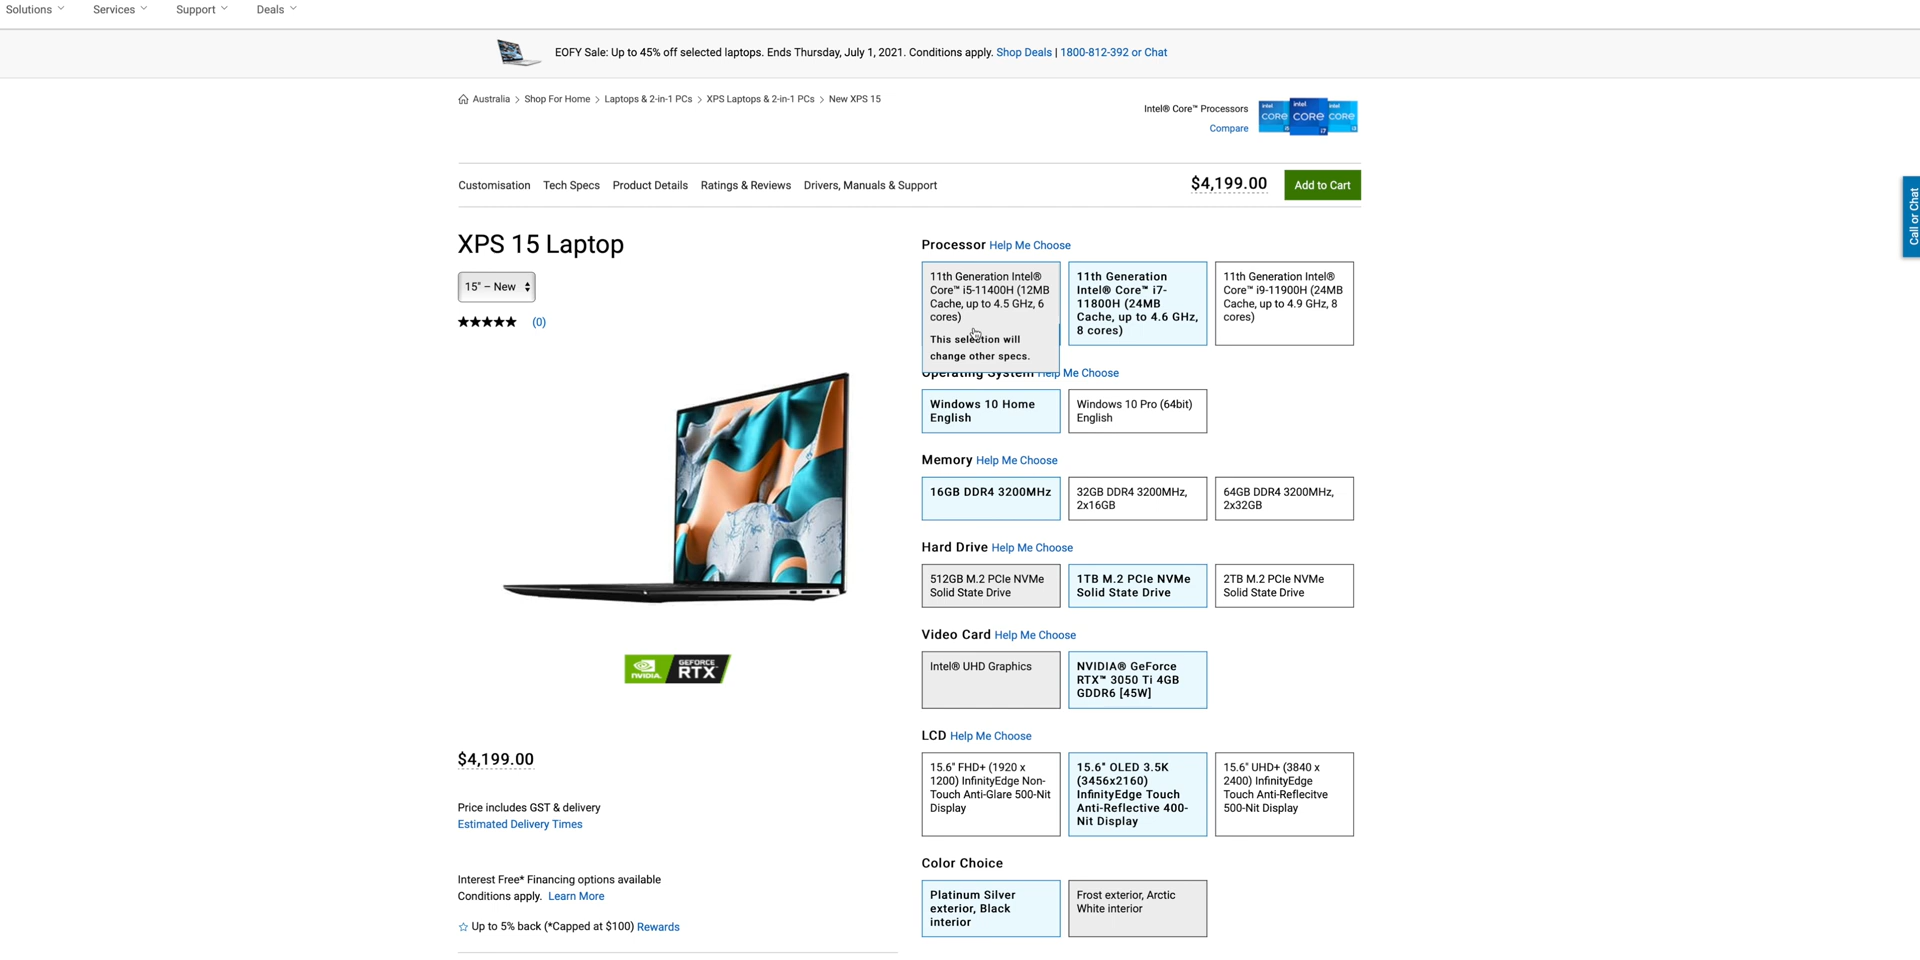 Solutions
Services
Support
Deals
EOFY Sale: Up to 45% off selected laptops. Ends Thursday, July 1, 2021. Conditions apply. Shop Deals | 1800-812-392 or Chat
Australia > Shop For Home > Laptops & 2-in-1 PCs > XPS Laptops & 2-in-1 PCs > New XPS 15
Intel® Core™ Processors
Compare
intel CORE i5
intel CORE i7
intel CORE i3
Call or Chat
Customisation
Tech Specs
Product Details
Ratings & Reviews
Drivers, Manuals & Support
$4,199.00
Add to Cart
XPS 15 Laptop
15" – New
(0)
NVIDIA. GEFORCE RTX™
$4,199.00
Price includes GST & delivery
Estimated Delivery Times
Interest Free* Financing options available
Conditions apply. Learn More
Up to 5% back (*Capped at $100) Rewards
Processor Help Me Choose
11th Generation Intel®
Core™ i5-11400H (12MB
Cache, up to 4.5 GHz, 6
cores)
This selection will
change other specs.
11th Generation
Intel® Core™ i7-
11800H (24MB
Cache, up to 4.6 GHz,
8 cores)
11th Generation Intel®
Core™ i9-11900H (24MB
Cache, up to 4.9 GHz, 8
cores)
Operating System Help Me Choose
Windows 10 Home
English
Windows 10 Pro (64bit)
English
Memory Help Me Choose
16GB DDR4 3200MHz
32GB DDR4 3200MHz,
2x16GB
64GB DDR4 3200MHz,
2x32GB
Hard Drive Help Me Choose
512GB M.2 PCIe NVMe
Solid State Drive
1TB M.2 PCIe NVMe
Solid State Drive
2TB M.2 PCIe NVMe
Solid State Drive
Video Card Help Me Choose
Intel® UHD Graphics
NVIDIA® GeForce
RTX™ 3050 Ti 4GB
GDDR6 [45W]
LCD Help Me Choose
15.6" FHD+ (1920 x
1200) InfinityEdge Non-
Touch Anti-Glare 500-Nit
Display
15.6" OLED 3.5K
(3456x2160)
InfinityEdge Touch
Anti-Reflective 400-
Nit Display
15.6" UHD+ (3840 x
2400) InfinityEdge
Touch Anti-Reflecitve
500-Nit Display
Color Choice
Platinum Silver
exterior, Black
interior
Frost exterior, Arctic
White interior